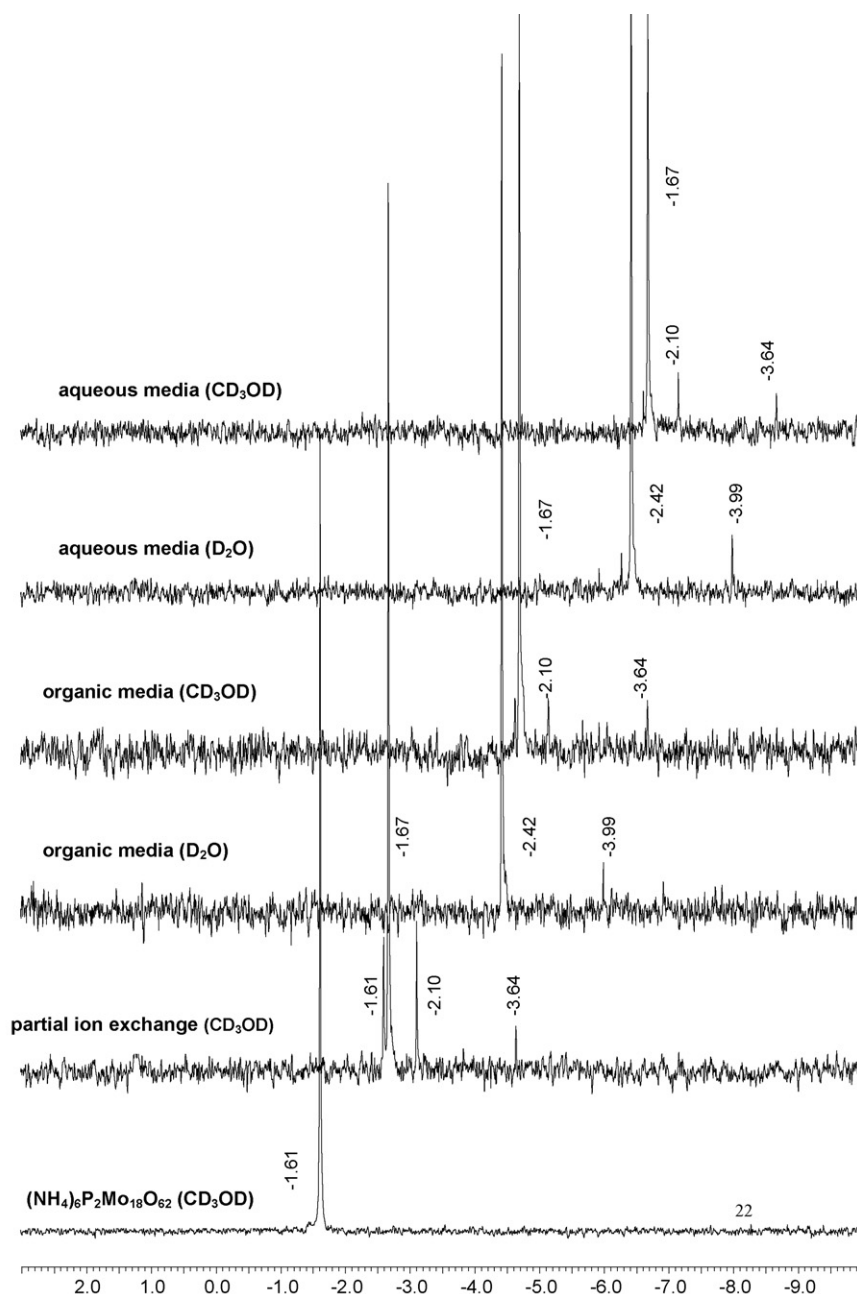 -1.67
-2.10
-3.64
aqueous media (CD₃OD)
-2.42
-3.99
aqueous media (D₂O)
-1.67
-2.10
-3.64
organic media (CD₃OD)
-1.67
-2.42
-3.99
organic media (D₂O)
-1.61
-2.10
-3.64
partial ion exchange (CD₃OD)
-1.61
(NH₄)₆P₂Mo₁₈O₆₂ (CD₃OD)
22
2.0 1.0 0.0 -1.0 -2.0 -3.0 -4.0 -5.0 -6.0 -7.0 -8.0 -9.0